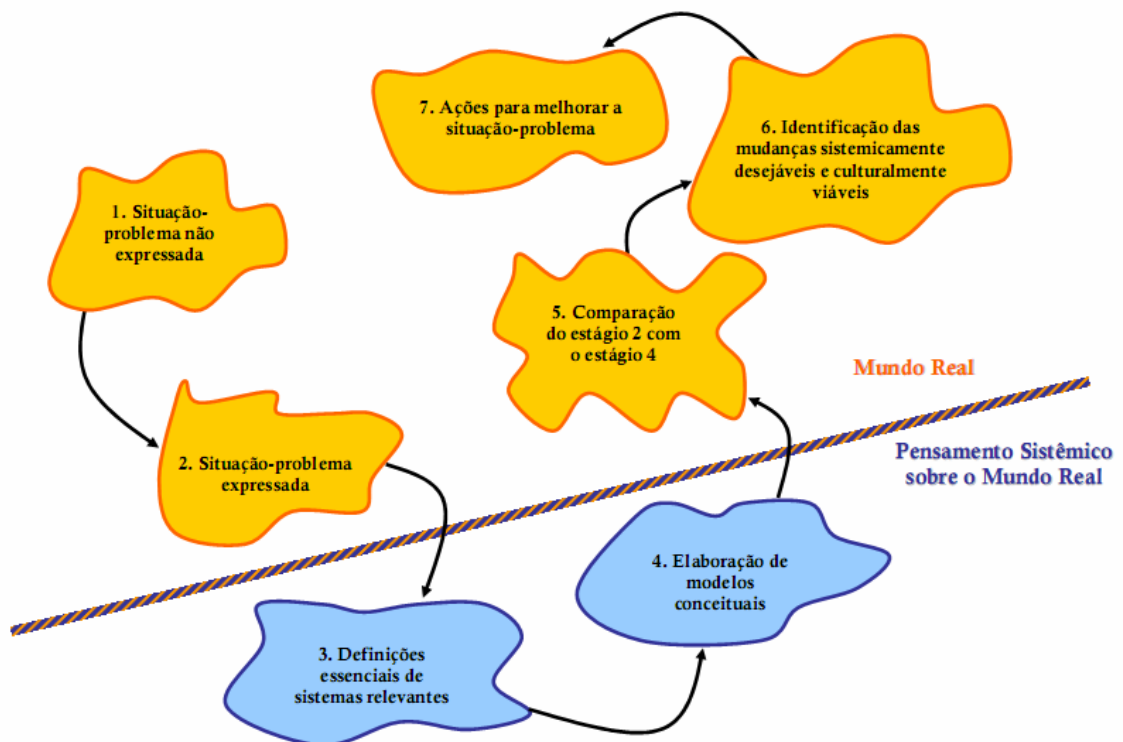 1. Situação-
problema não
expressada
2. Situação-problema
expressada
3. Definições
essenciais de
sistemas relevantes
4. Elaboração de
modelos
conceituais
5. Comparação
do estágio 2 com
o estágio 4
6. Identificação das
mudanças sistemicamente
desejáveis e culturalmente
viáveis
7. Ações para melhorar a
situação-problema
Mundo Real
Pensamento Sistêmico
sobre o Mundo Real